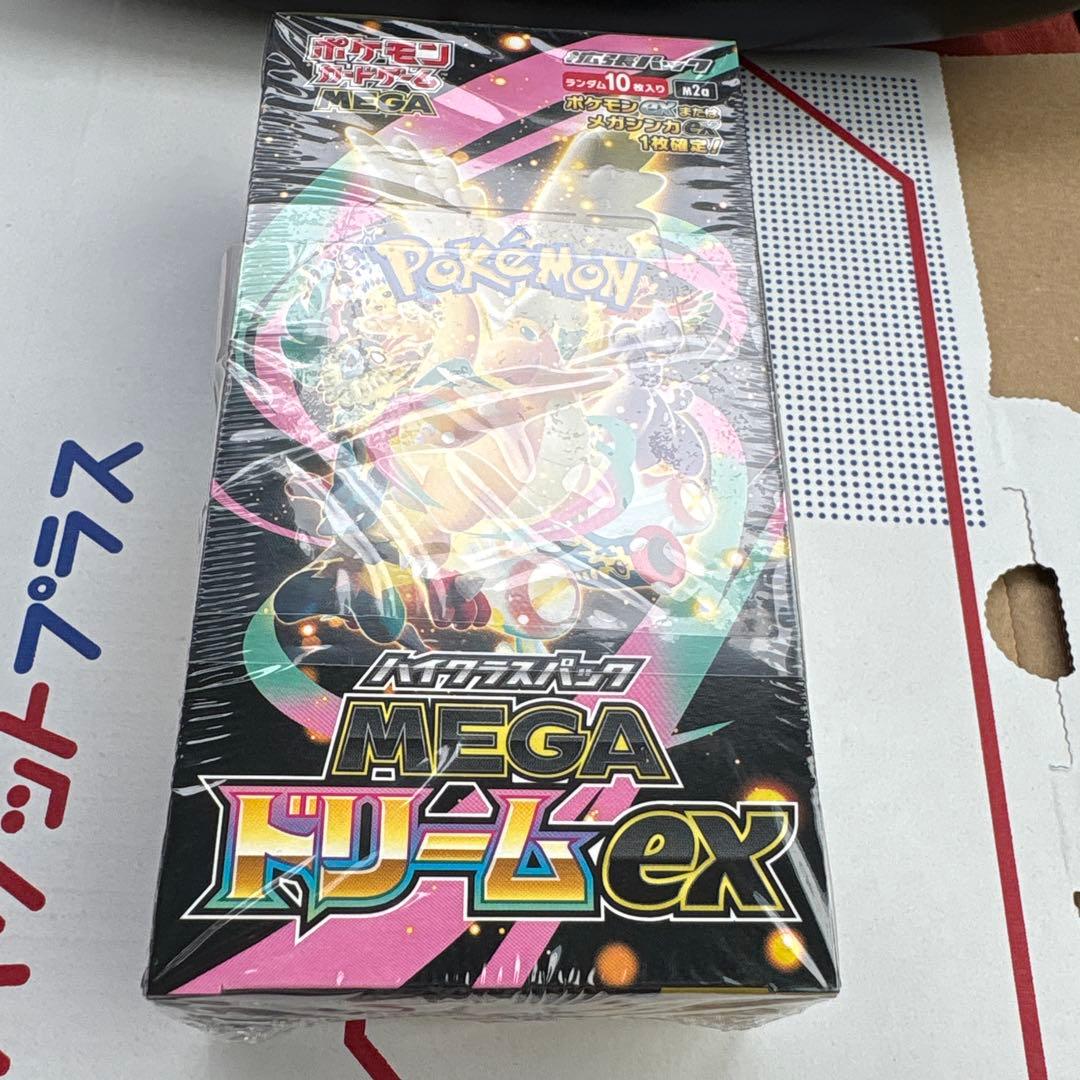 ポケモン
カードゲーム
MEGA
拡張パック
ランダム10枚入り
M2a
ポケモンexまたは
メガシンカex
1枚確定!
POKéMON
ハイクラスパック
MEGA
ドリームex
ットプラス